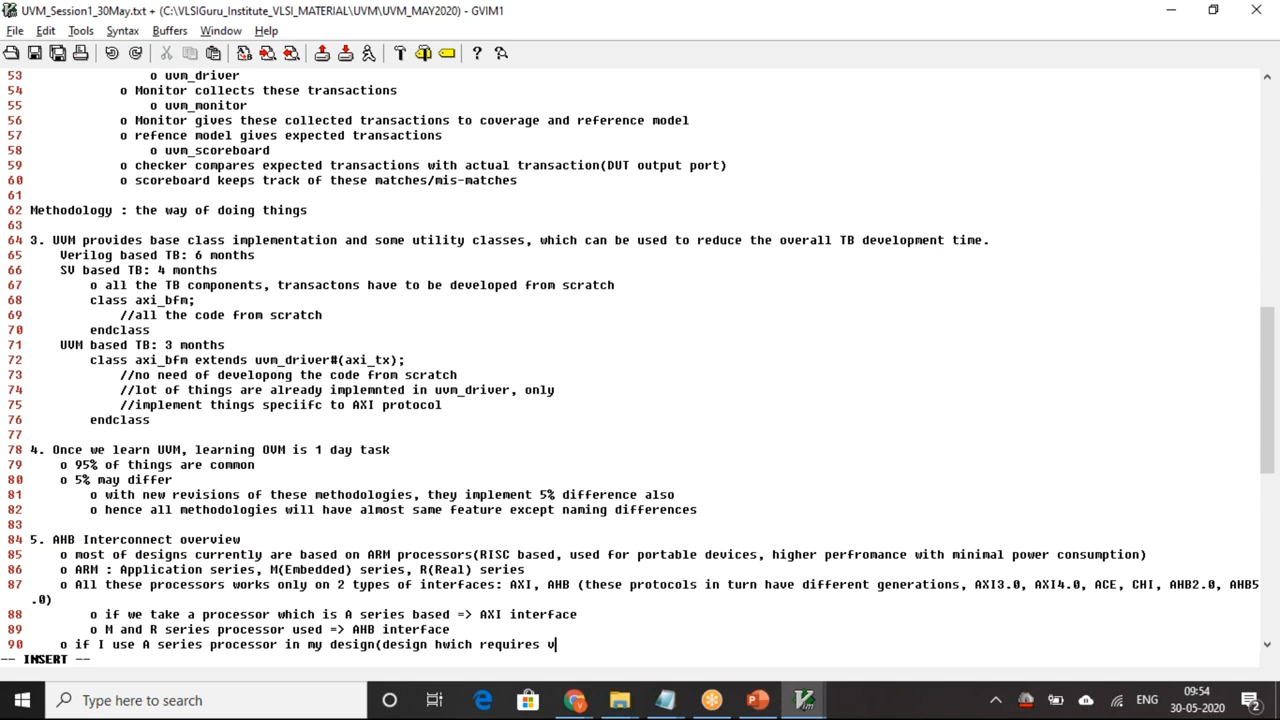 UVM_Session1_30May.txt + (C:\VLSIGuru_Institute_VLSI_MATERIAL\UVM\UVM_MAY2020) - GVIM1
File Edit Tools Syntax Buffers Window Help
53 o uvm_driver
54 o Monitor collects these transactions
55 o uvm_monitor
56 o Monitor gives these collected transactions to coverage and reference model
57 o refence model gives expected transactions
58 o uvm_scoreboard
59 o checker compares expected transactions with actual transaction(DUT output port)
60 o scoreboard keeps track of these matches/mis-matches
61
62 Methodology : the way of doing things
63
64 3. UVM provides base class implementation and some utility classes, which can be used to reduce the overall TB development time.
65 Verilog based TB: 6 months
66 SV based TB: 4 months
67 o all the TB components, transactons have to be developed from scratch
68 class axi_bfm;
69 //all the code from scratch
70 endclass
71 UVM based TB: 3 months
72 class axi_bfm extends uvm_driver#(axi_tx);
73 //no need of developong the code from scratch
74 //lot of things are already implemnted in uvm_driver, only
75 //implement things speciifc to AXI protocol
76 endclass
77
78 4. Once we learn UVM, learning OVM is 1 day task
79 o 95% of things are common
80 o 5% may differ
81 o with new revisions of these methodologies, they implement 5% difference also
82 o hence all methodologies will have almost same feature except naming differences
83
84 5. AHB Interconnect overview
85 o most of designs currently are based on ARM processors(RISC based, used for portable devices, higher perfromance with minimal power consumption)
86 o ARM : Application series, M(Embedded) series, R(Real) series
87 o All these processors works only on 2 types of interfaces: AXI, AHB (these protocols in turn have different generations, AXI3.0, AXI4.0, ACE, CHI, AHB2.0, AHB5
.0)
88 o if we take a processor which is A series based => AXI interface
89 o M and R series processor used => AHB interface
90 o if I use A series processor in my design(design hwich requires v
-- INSERT --
Type here to search
ENG
09:54
30-05-2020
2